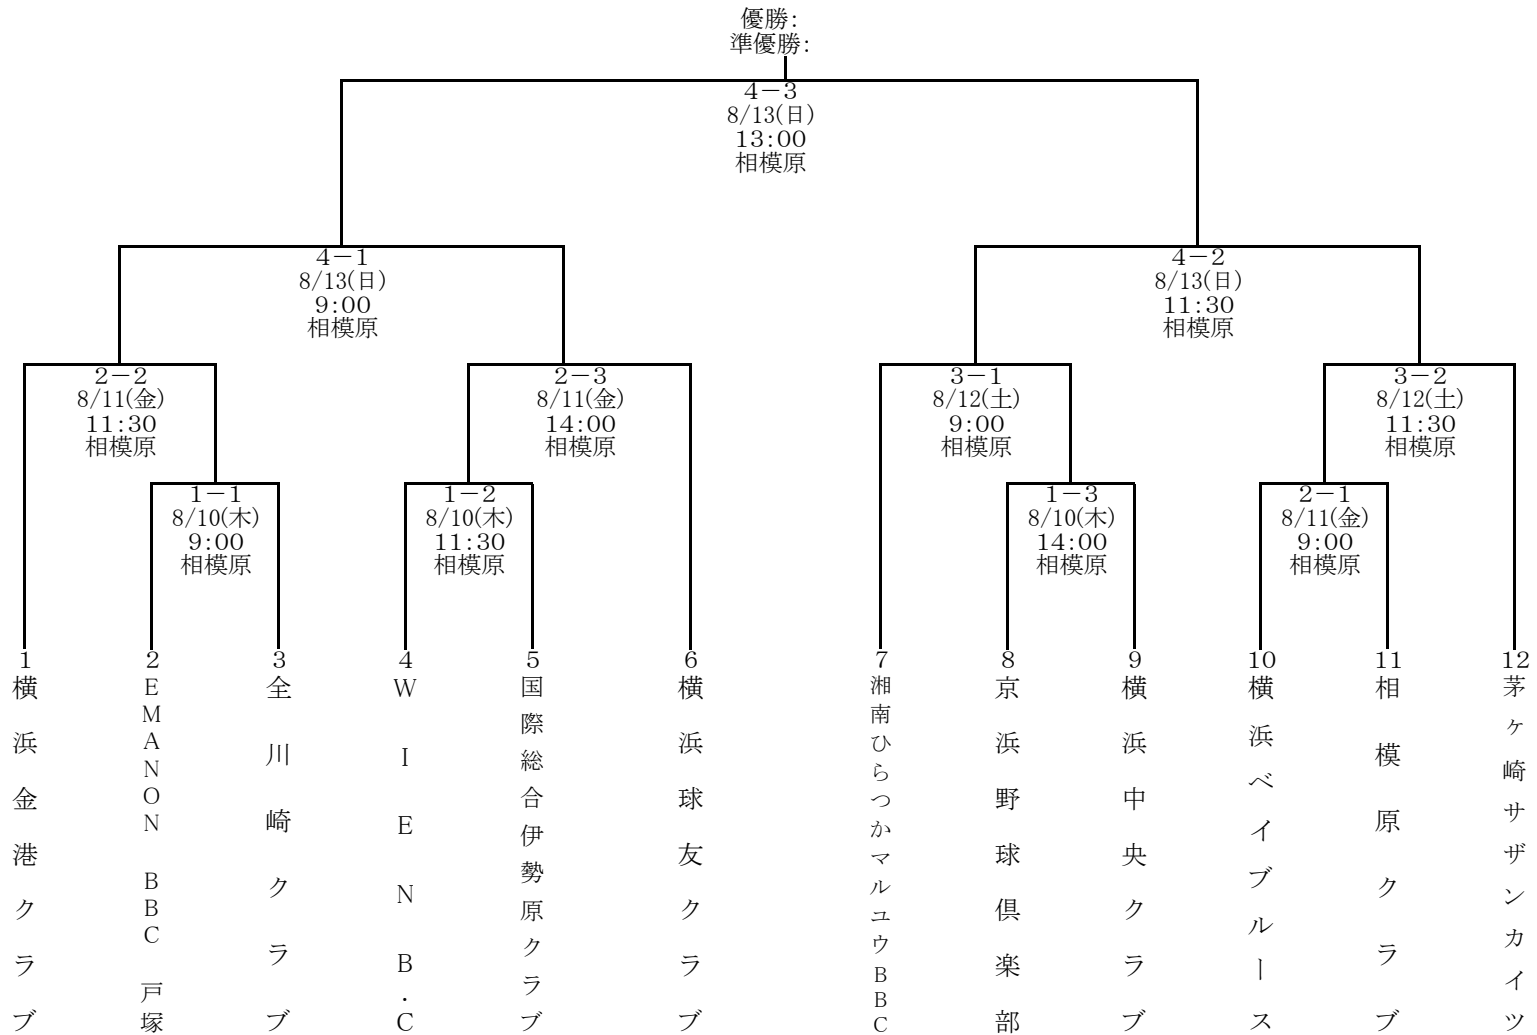 優勝:
準優勝:
4－3
8/13(日)
13:00
相模原
4－1
8/13(日)
9:00
相模原
4－2
8/13(日)
11:30
相模原
2－2
8/11(金)
11:30
相模原
2－3
8/11(金)
14:00
相模原
3－1
8/12(土)
9:00
相模原
3－2
8/12(土)
11:30
相模原
1－1
8/10(木)
9:00
相模原
1－2
8/10(木)
11:30
相模原
1－3
8/10(木)
14:00
相模原
2－1
8/11(金)
9:00
相模原
1
横浜金港クラブ
2
EMANON BBC 戸塚
3
全川崎クラブ
4
WIEN B.C
5
国際総合伊勢原クラブ
6
横浜球友クラブ
7
湘南ひらつかマルユウBBC
8
京浜野球倶楽部
9
横浜中央クラブ
10
横浜ベイブルース
11
相模原クラブ
12
茅ヶ崎サザンカイツ